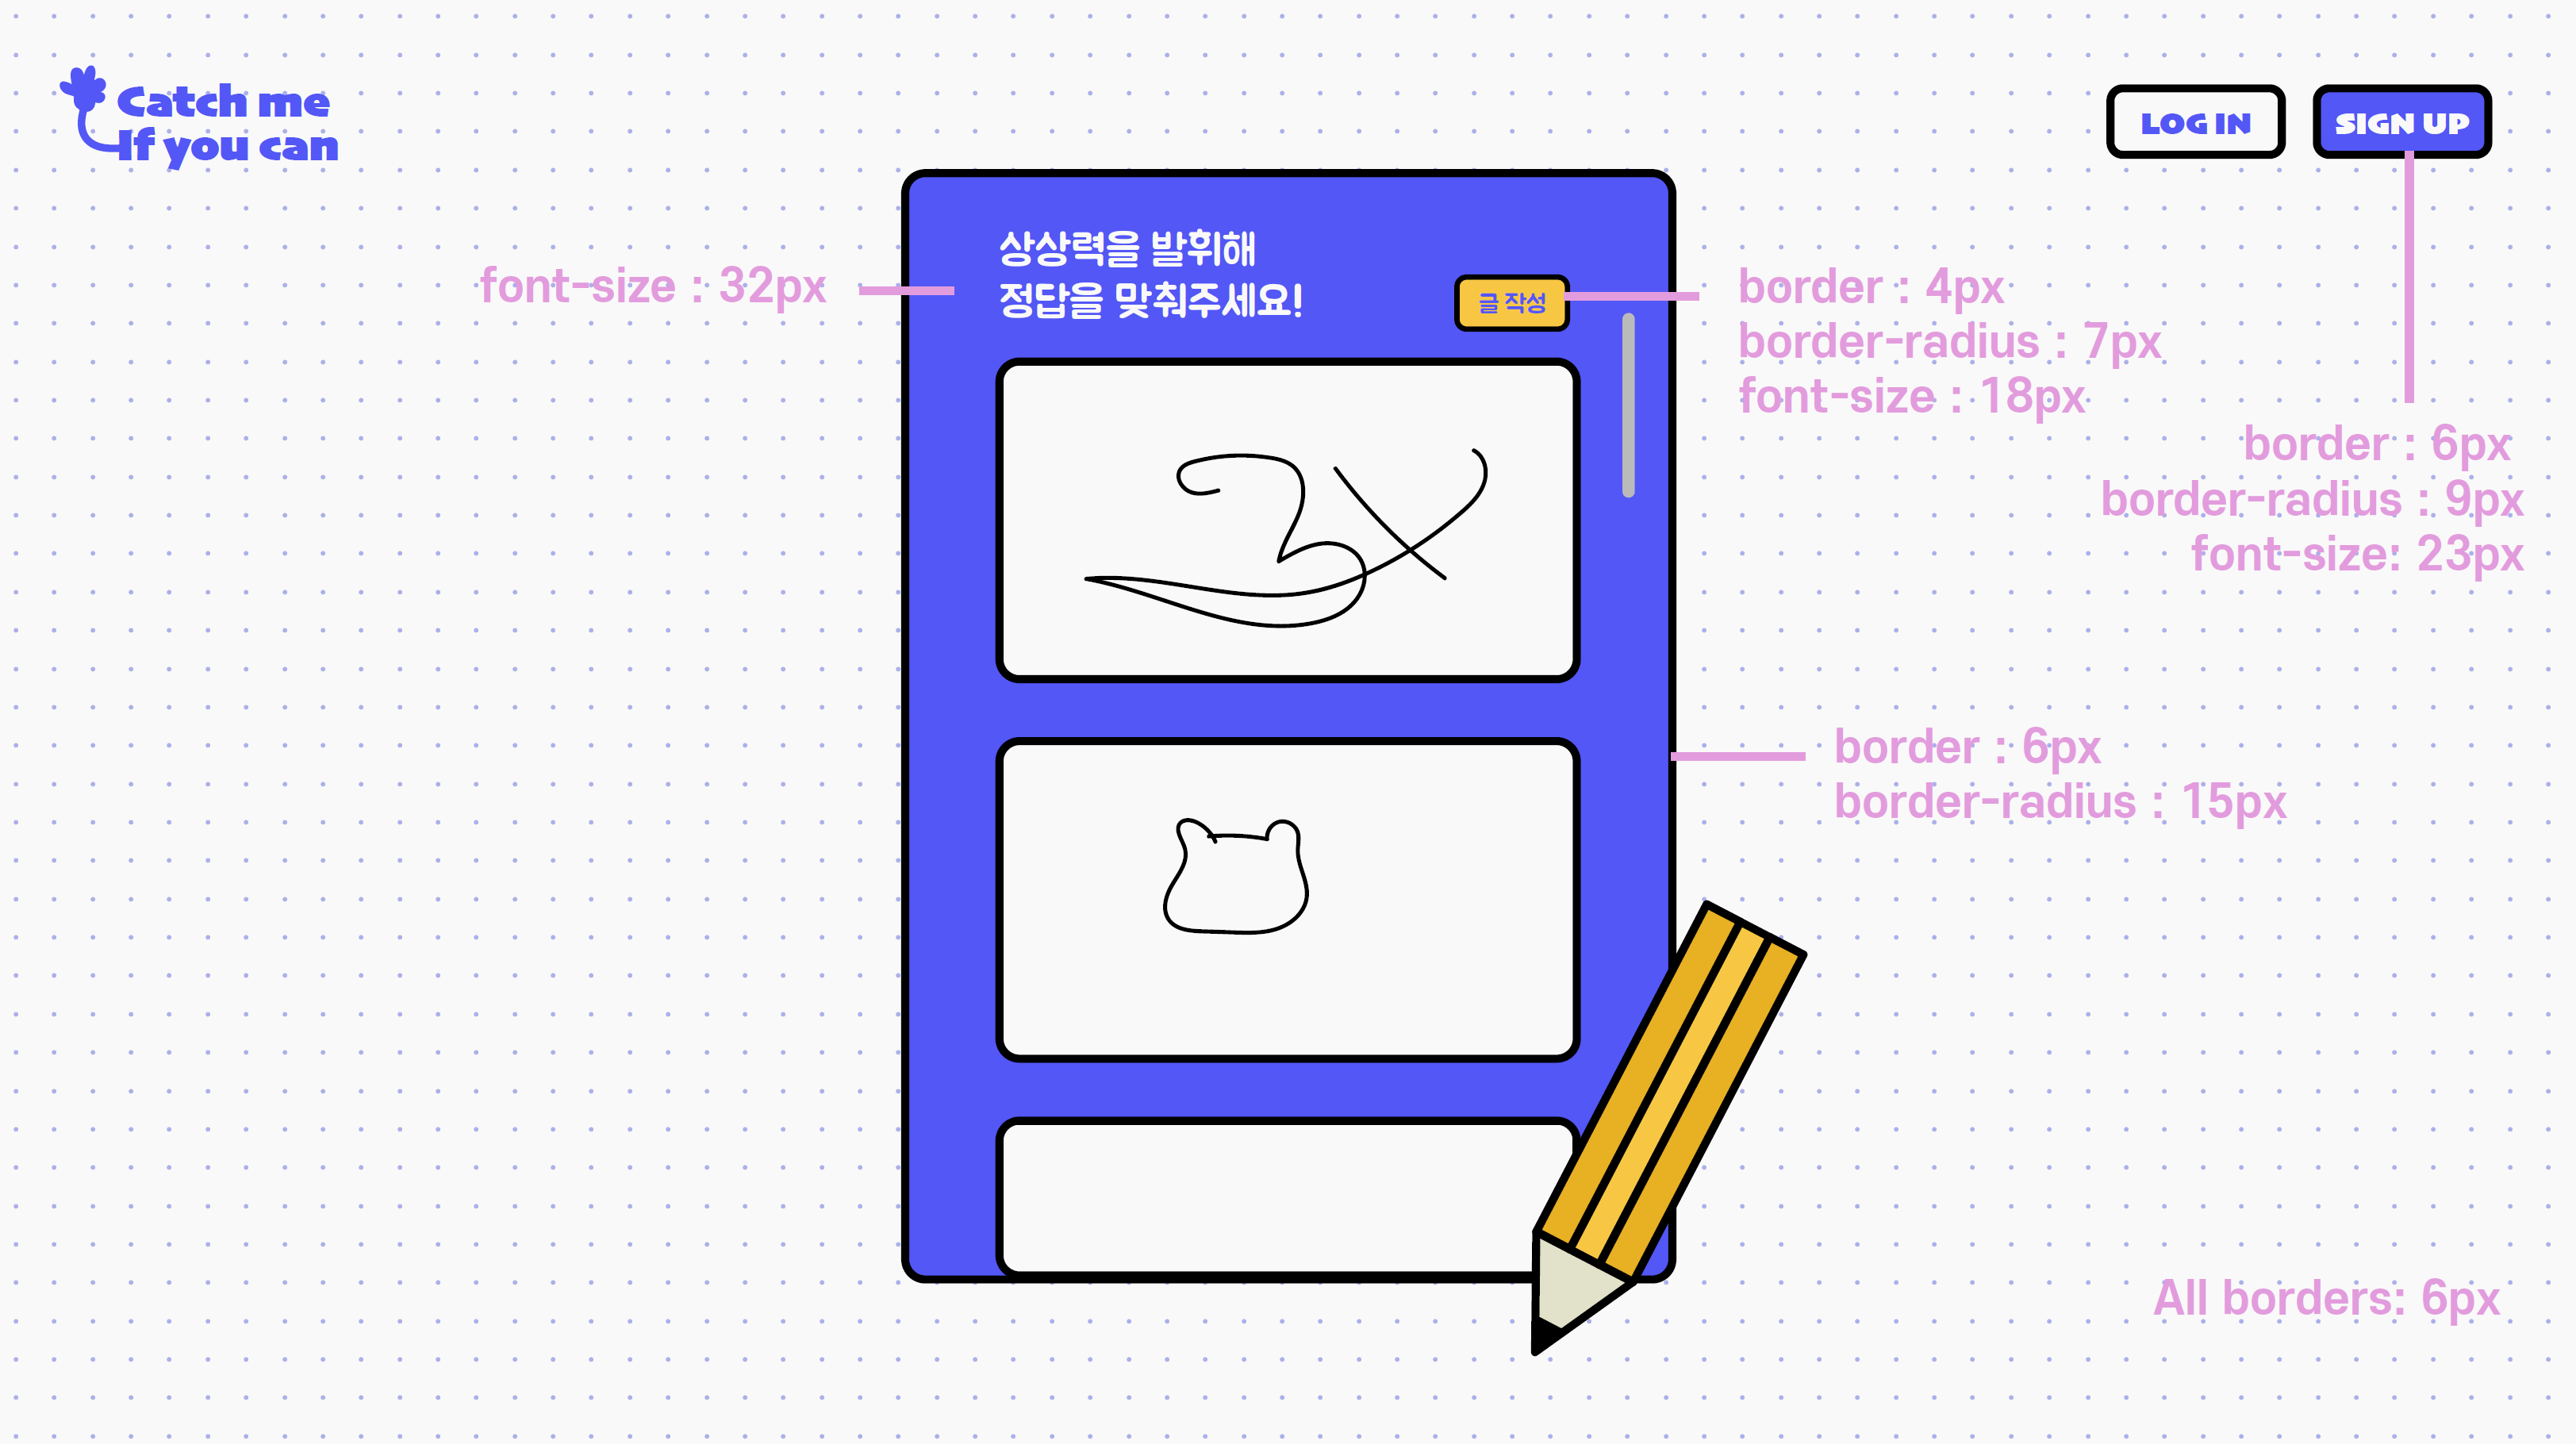 Catch me
If you can
LOG IN
SIGN UP
상상력을 발휘해
정답을 맞춰주세요!
글 작성
font-size : 32px
border : 4px
border-radius : 7px
font-size : 18px
border : 6px
border-radius : 9px
font-size: 23px
border : 6px
border-radius : 15px
All borders: 6px